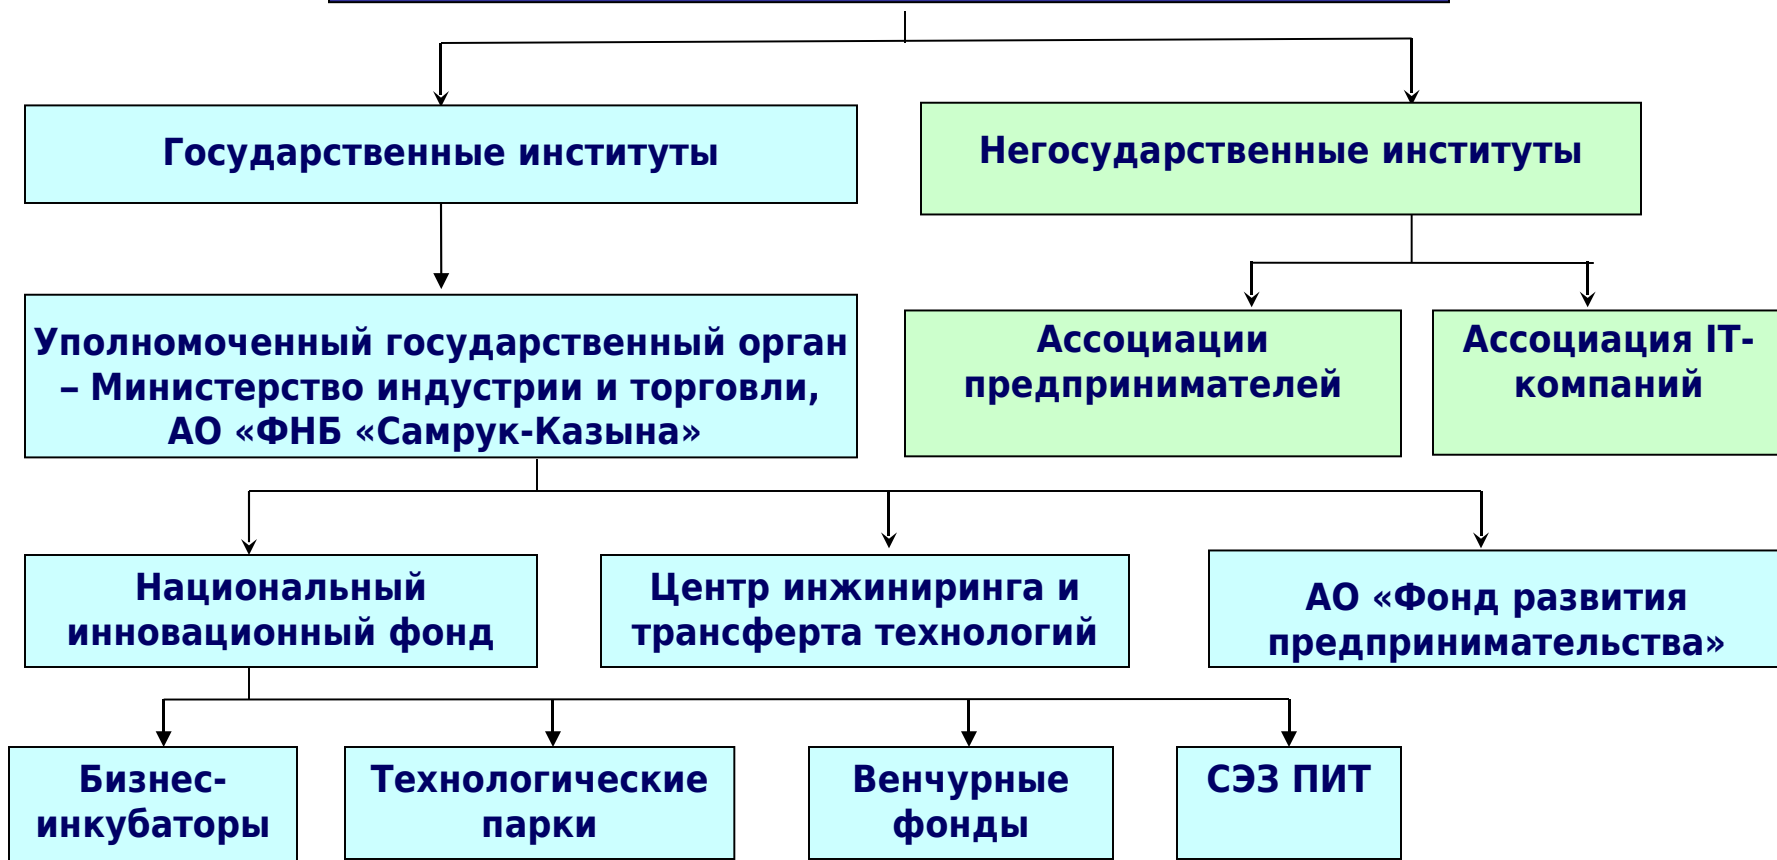 Государственные институты
Негосударственные институты
Уполномоченный государственный орган
– Министерство индустрии и торговли,
АО «ФНБ «Самрук-Казына»
Ассоциации
предпринимателей
Ассоциация IT-
компаний
Национальный
инновационный фонд
Центр инжиниринга и
трансферта технологий
АО «Фонд развития
предпринимательства»
Бизнес-
инкубаторы
Технологические
парки
Венчурные
фонды
СЭЗ ПИТ